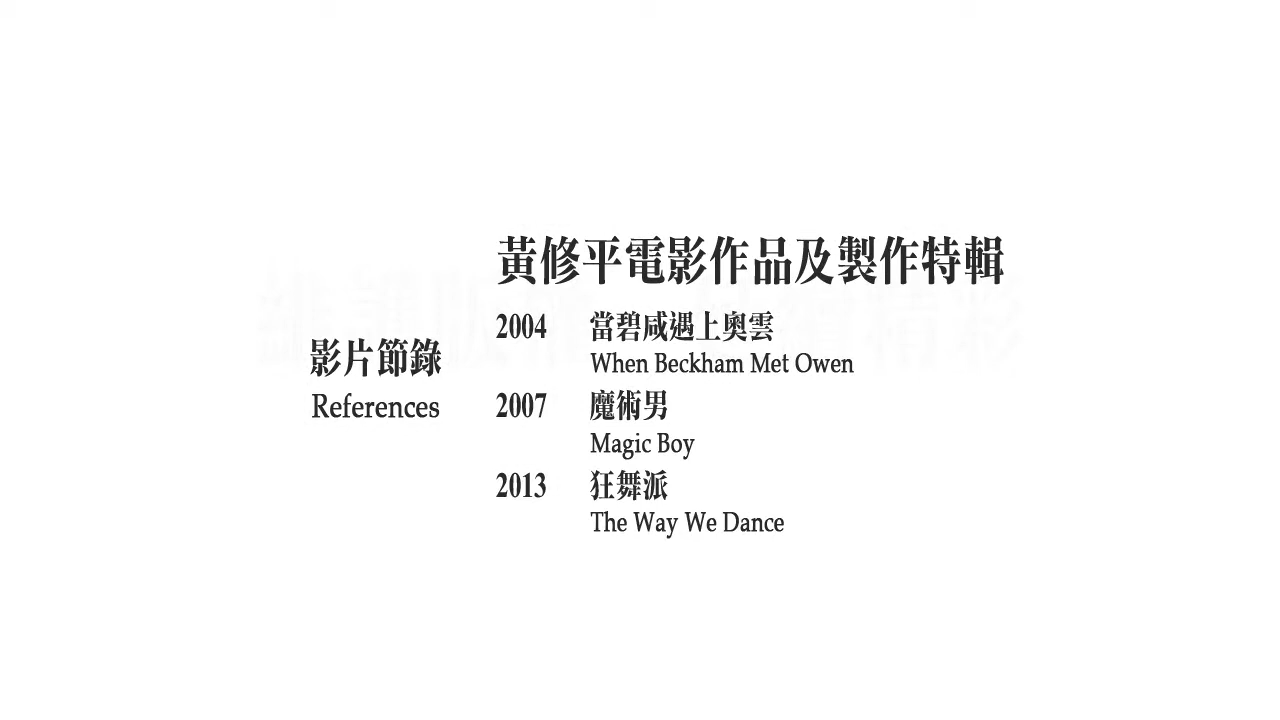 黃修平電影作品及製作特輯
影片節錄
References
2004 當碧咸遇上奧雲
When Beckham Met Owen
2007 魔術男
Magic Boy
2013 狂舞派
The Way We Dance